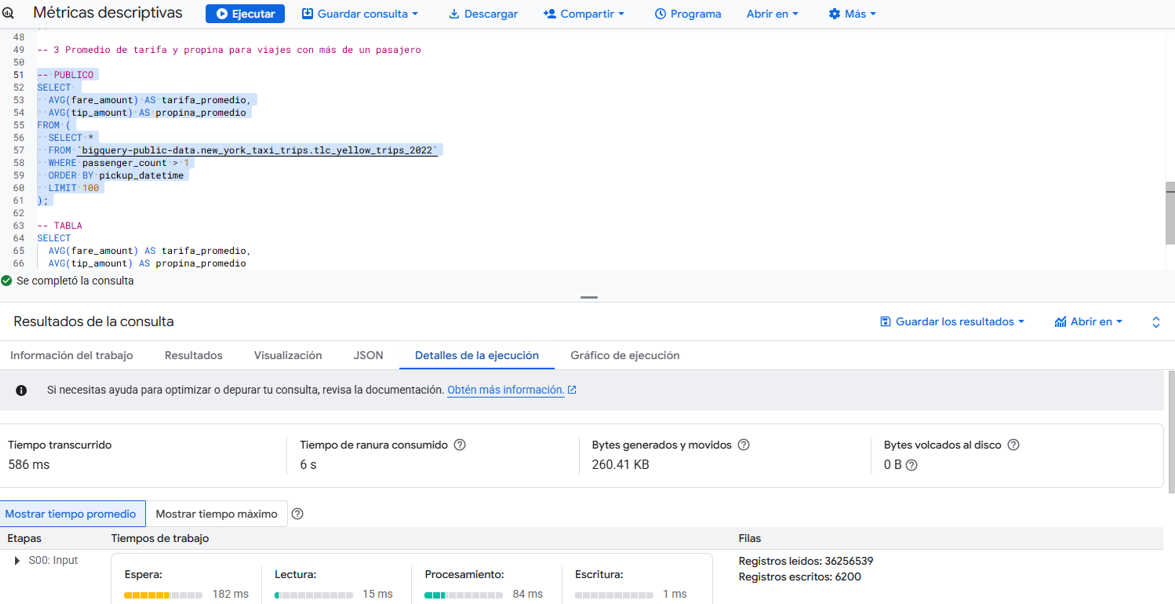 Métricas descriptivas
Ejecutar
Guardar consulta
Descargar
Compartir
Programa
Abrir en
Más
48
49 -- 3 Promedio de tarifa y propina para viajes con más de un pasajero
50
51 -- PUBLICO
52 SELECT
53 AVG(fare_amount) AS tarifa_promedio,
54 AVG(tip_amount) AS propina_promedio
55 FROM (
56 SELECT *
57 FROM `bigquery-public-data.new_york_taxi_trips.tlc_yellow_trips_2022`
58 WHERE passenger_count > 1
59 ORDER BY pickup_datetime
60 LIMIT 100
61 );
62
63 -- TABLA
64 SELECT
65 AVG(fare_amount) AS tarifa_promedio,
66 AVG(tip_amount) AS propina_promedio
Se completó la consulta
Resultados de la consulta
Guardar los resultados
Abrir en
Información del trabajo
Resultados
Visualización
JSON
Detalles de la ejecución
Gráfico de ejecución
Si necesitas ayuda para optimizar o depurar tu consulta, revisa la documentación. Obtén más información.
Tiempo transcurrido
586 ms
Tiempo de ranura consumido
6 s
Bytes generados y movidos
260.41 KB
Bytes volcados al disco
0 B
Mostrar tiempo promedio
Mostrar tiempo máximo
Etapas
Tiempos de trabajo
Filas
S00: Input
Espera:
182 ms
Lectura:
15 ms
Procesamiento:
84 ms
Escritura:
1 ms
Registros leídos: 36256539
Registros escritos: 6200